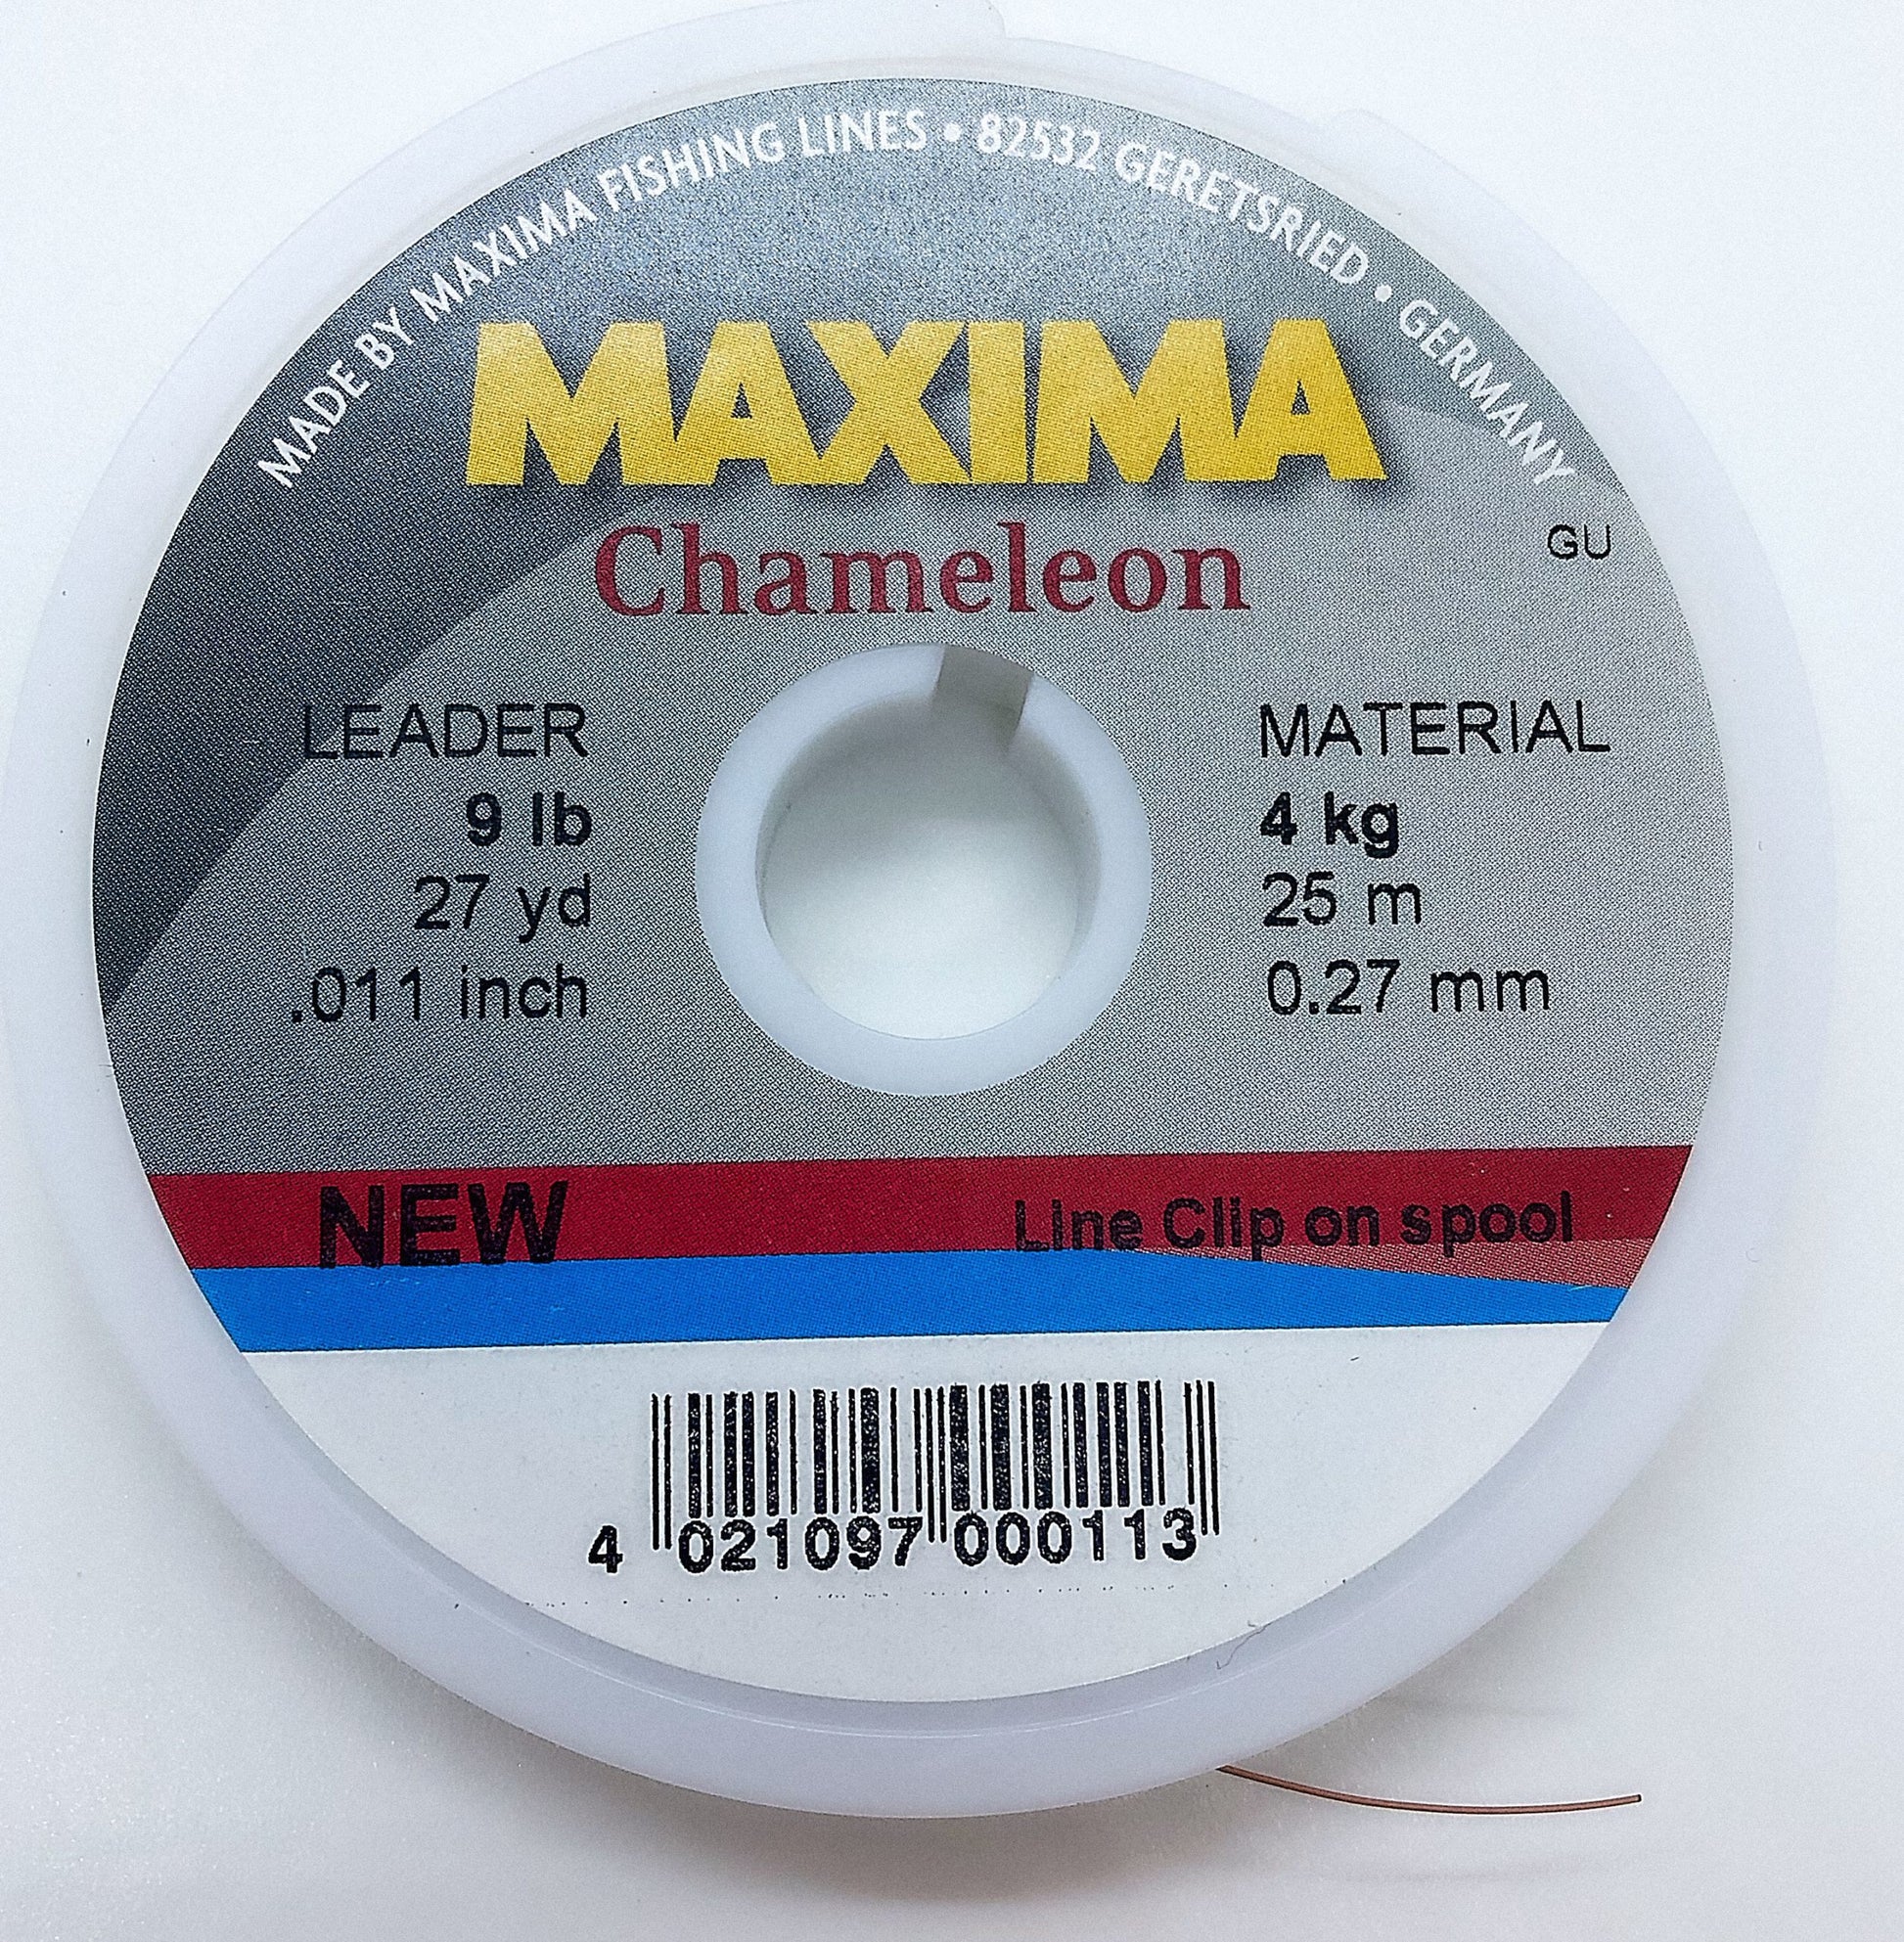 MADE BY MAXIMA FISHING LINES • 82532 GERETSRIED • GERMANY
MAXIMA
Chameleon
GU
LEADER MATERIAL
9 lb 4 kg
27 yd 25 m
.011 inch 0.27 mm
NEW Line Clip on spool
4 021097 000113